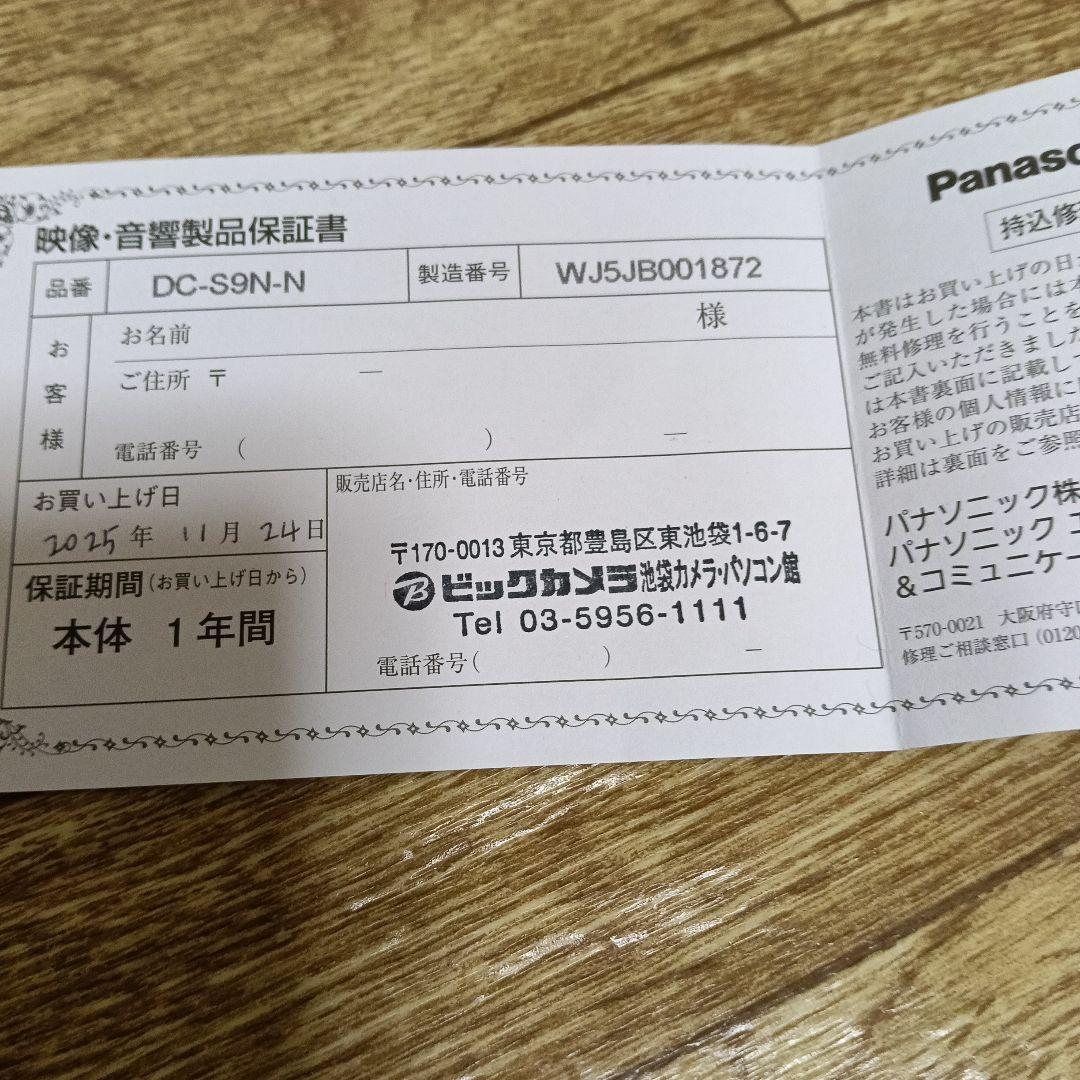 映像・音響製品保証書
品番 DC-S9N-N 製造番号 WJ5JB001872
お客様
お名前 様
ご住所 〒 ー
電話番号 ( ) ー
お買い上げ日
2025年 11月 24日
保証期間(お買い上げ日から)
本体 1年間
販売店名・住所・電話番号
〒170-0013 東京都豊島区東池袋1-6-7
B ビックカメラ池袋カメラ・パソコン館
Tel 03-5956-1111
電話番号( ) ー
Panaso
持込修
本書はお買い上げの日
が発生した場合には本
無料修理を行うことを
ご記入いただきました
は本書裏面に記載して
お客様の個人情報に
お買い上げの販売店
詳細は裏面をご参照
パナソニック株
パナソニック エ
&コミュニケー
〒570-0021 大阪府守口
修理ご相談窓口 (0120